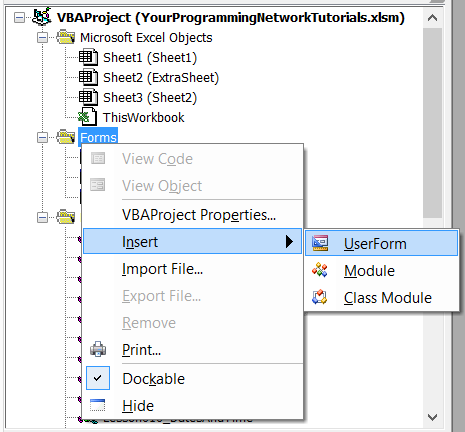 VBAProject (YourProgrammingNetworkTutorials.xlsm)
Microsoft Excel Objects
Sheet1 (Sheet1)
Sheet2 (ExtraSheet)
Sheet3 (Sheet2)
ThisWorkbook
Forms
View Code
View Object
VBAProject Properties...
Insert
UserForm
Import File...
Module
Export File...
Class Module
Remove
Print...
Dockable
Hide